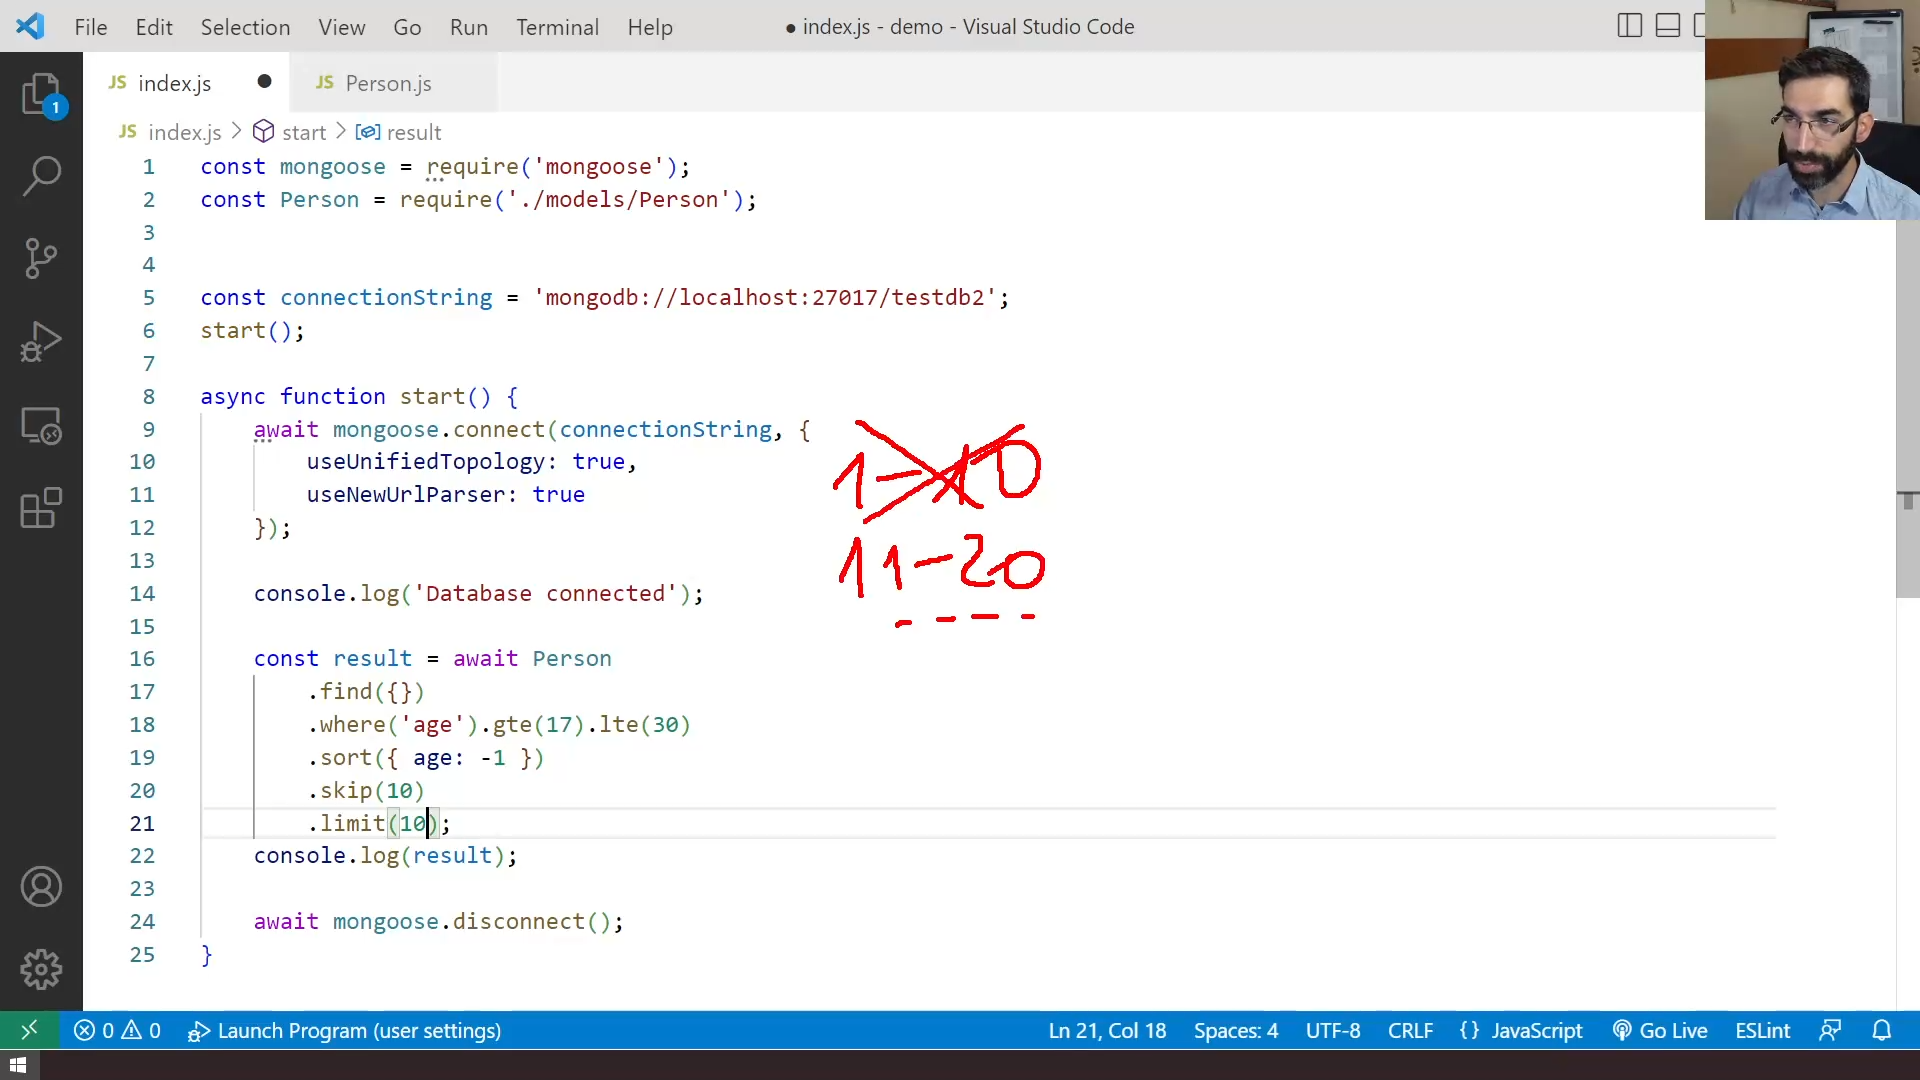 File Edit Selection View Go Run Terminal Help ● index.js - demo - Visual Studio Code
JS index.js ● JS Person.js
JS index.js > start > result
1 const mongoose = require('mongoose');
2 const Person = require('./models/Person');
3
4
5 const connectionString = 'mongodb://localhost:27017/testdb2';
6 start();
7
8 async function start() {
9 await mongoose.connect(connectionString, {
10 useUnifiedTopology: true,
11 useNewUrlParser: true
12 });
13
14 console.log('Database connected');
15
16 const result = await Person
17 .find({})
18 .where('age').gte(17).lte(30)
19 .sort({ age: -1 })
20 .skip(10)
21 .limit(10);
22 console.log(result);
23
24 await mongoose.disconnect();
25 }
1-10
11-20
1
0 0 Launch Program (user settings) Ln 21, Col 18 Spaces: 4 UTF-8 CRLF {} JavaScript Go Live ESLint